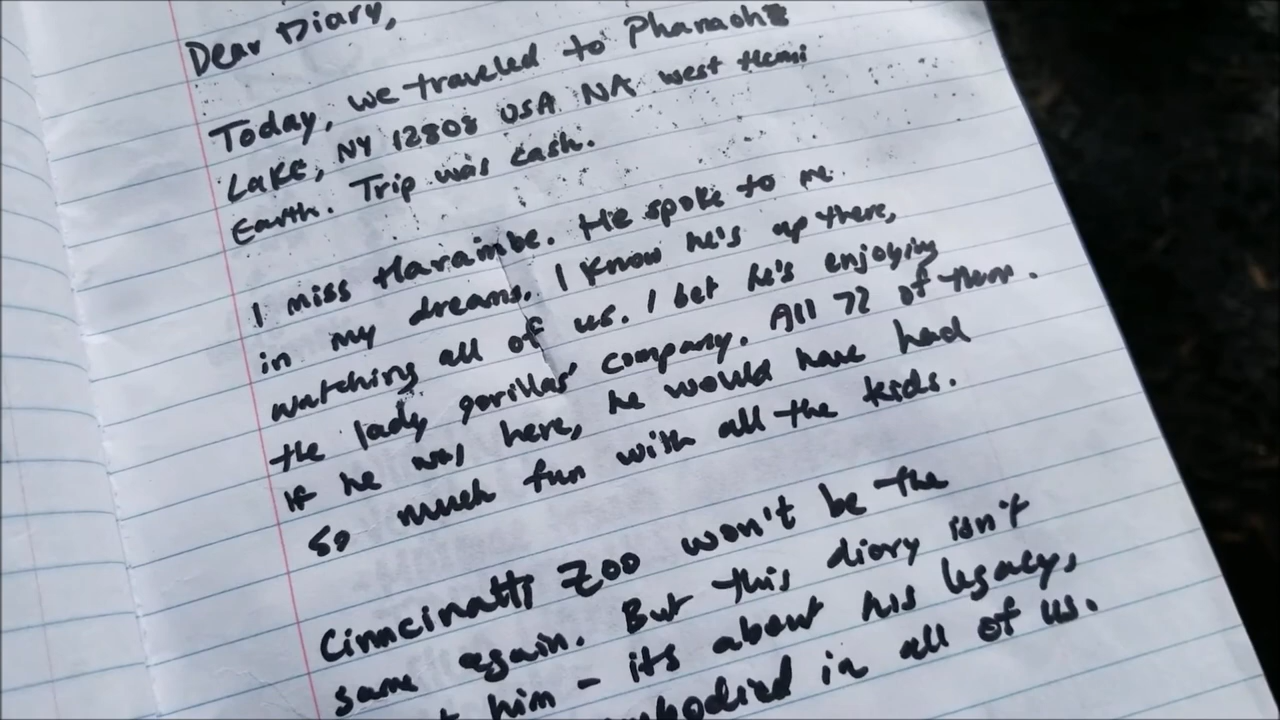 Dear Diary,
Today, we traveled to Pharaohs
Lake, NY 12808 USA NA west Hemi
Earth. Trip was cash.
I miss Harambe. He spoke to me
in my dreams. I know he's up there,
watching all of us. I bet he's enjoying
the lady gorillas' company. All 72 of them.
If he was here, he would have had
so much fun with all the kids.
Cinncinatti Zoo won't be the
same again. But this diary isn't
him - its about his legacy,
in all of us.